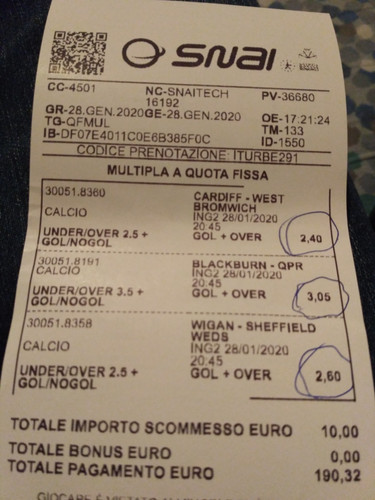 SNAI
CC-4501 NC-SNAITECH PV-36680
16192
GR-28.GEN.2020GE-28.GEN.2020 OE-17:21:24
TG-QFMUL TM-133
IB-DF07E4011C0E6B385F0C ID-1550
CODICE PRENOTAZIONE: ITURBE291
MULTIPLA A QUOTA FISSA
30051.8360 CARDIFF - WEST
BROMWICH
CALCIO ING2 28/01/2020
20:45
UNDER/OVER 2.5 + GOL + OVER 2,40
GOL/NOGOL
30051.8191 BLACKBURN - QPR
CALCIO ING2 28/01/2020
20:45
UNDER/OVER 3.5 + GOL + OVER 3,05
GOL/NOGOL
30051.8358 WIGAN - SHEFFIELD
WEDS
CALCIO ING2 28/01/2020
20:45
UNDER/OVER 2.5 + GOL + OVER 2,60
GOL/NOGOL
TOTALE IMPORTO SCOMMESSO EURO 10,00
TOTALE BONUS EURO 0,00
TOTALE PAGAMENTO EURO 190,32